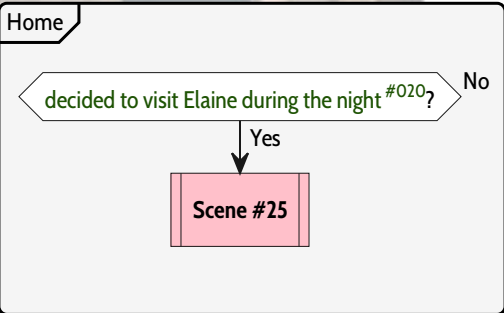 Home
decided to visit Elaine during the night #020?
No
Yes
Scene #25